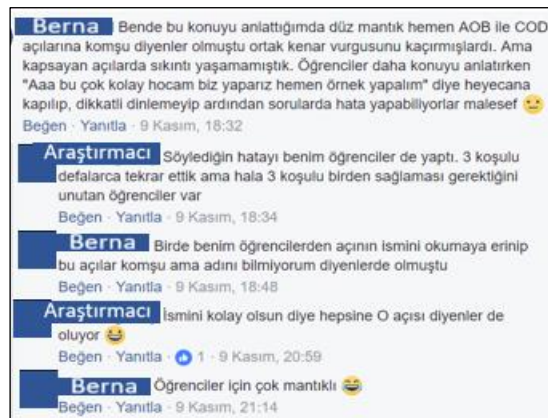 Berna Bende bu konuyu anlattığımda düz mantık hemen AOB ile COD
açılarına komşu diyenler olmuştu ortak kenar vurgusunu kaçırmışlardı. Ama
kapsayan açılarda sıkıntı yaşamamıştık. Öğrenciler daha konuyu anlatırken
"Aaa bu çok kolay hocam biz yaparız hemen örnek yapalım" diye heyecana
kapılıp, dikkatli dinlemeyip ardından sorularda hata yapabiliyorlar malesef 😕
Beğen · Yanıtla · 9 Kasım, 18:32
Araştırmacı Söylediğin hatayı benim öğrenciler de yaptı. 3 koşulu
defalarca tekrar ettik ama hala 3 koşulu birden sağlaması gerektiğini
unutan öğrenciler var
Beğen · Yanıtla · 9 Kasım, 18:34
Berna Birde benim öğrencilerden açının ismini okumaya erinip
bu açılar komşu ama adını bilmiyorum diyenlerde olmuştu
Beğen · Yanıtla · 9 Kasım, 18:48
Araştırmacı İsmini kolay olsun diye hepsine O açısı diyenler de
oluyor 😂
Beğen · Yanıtla · 1 · 9 Kasım, 20:59
Berna Öğrenciler için çok mantıklı 😂
Beğen · Yanıtla · 9 Kasım, 21:14